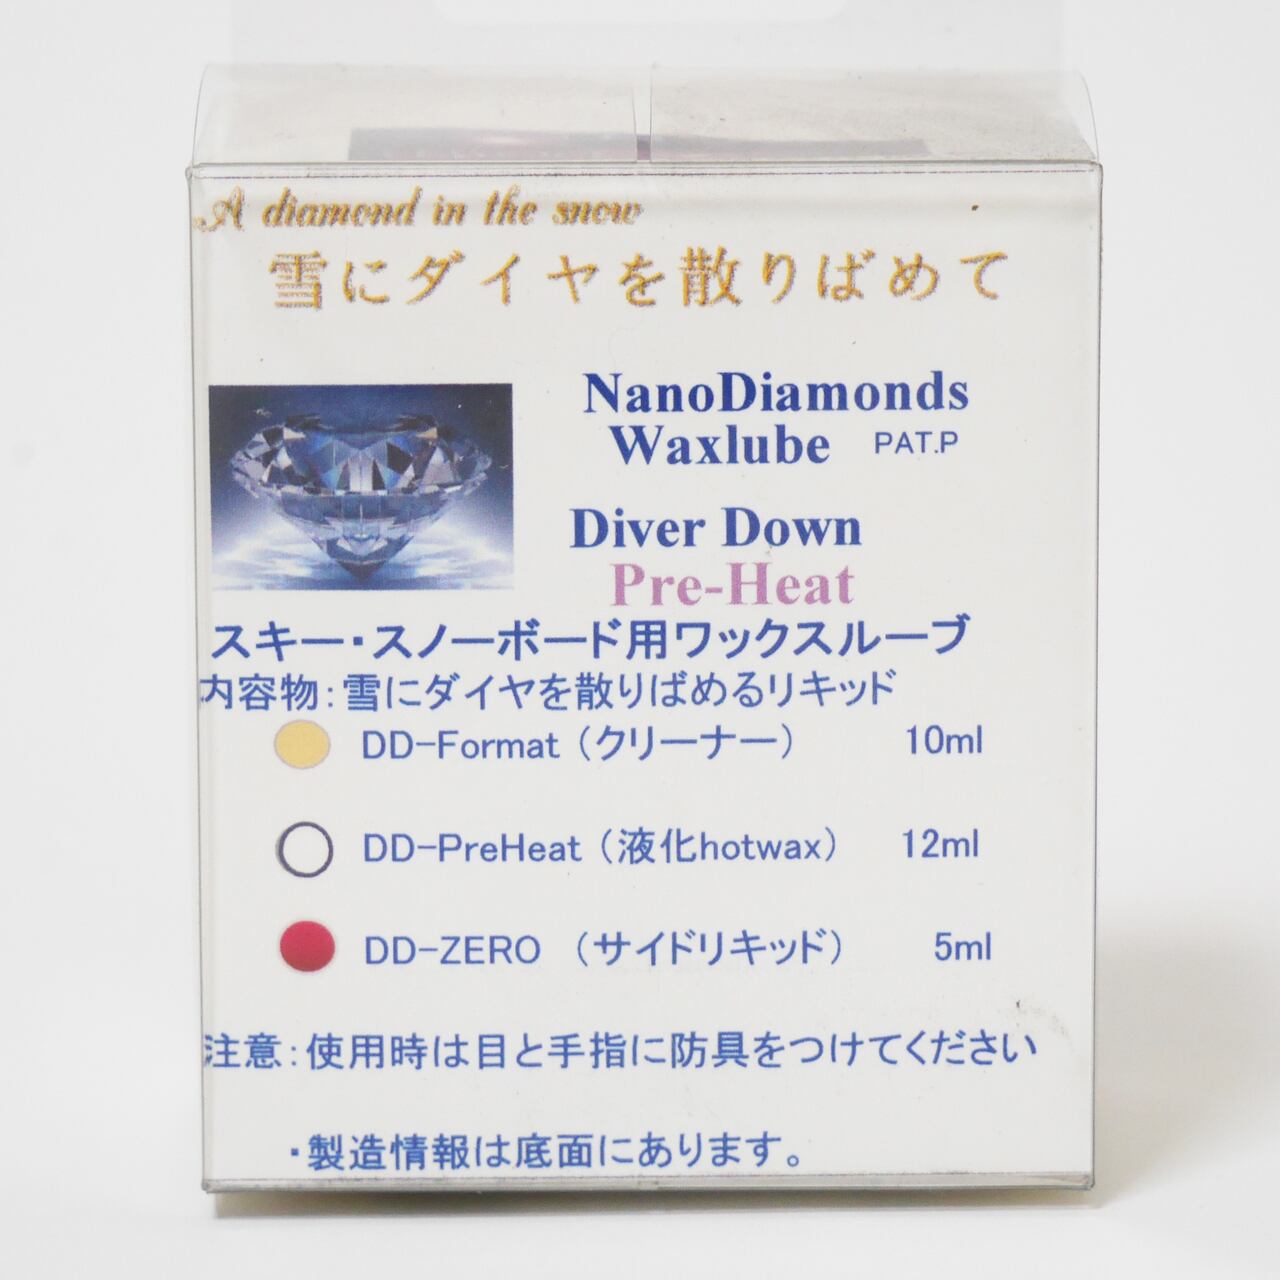 A diamond in the snow
雪にダイヤを散りばめて
NanoDiamonds
Waxlube PAT.P
Diver Down
Pre-Heat
スキー・スノーボード用ワックスルーブ
内容物:雪にダイヤを散りばめるリキッド
DD-Format（クリーナー） 10ml
DD-PreHeat（液化hotwax） 12ml
DD-ZERO （サイドリキッド） 5ml
注意:使用時は目と手指に防具をつけてください
・製造情報は底面にあります。